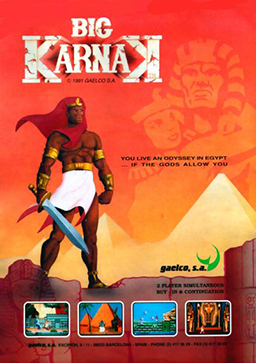 BIG
KARNAK
© 1991 GAELCO S.A.
YOU LIVE AN ODYSSEY IN EGYPT
... IF THE GODS ALLOW YOU
gaelco, s.a.
2 PLAYER SIMULTANEOUS
BUY - IN & CONTINUATION